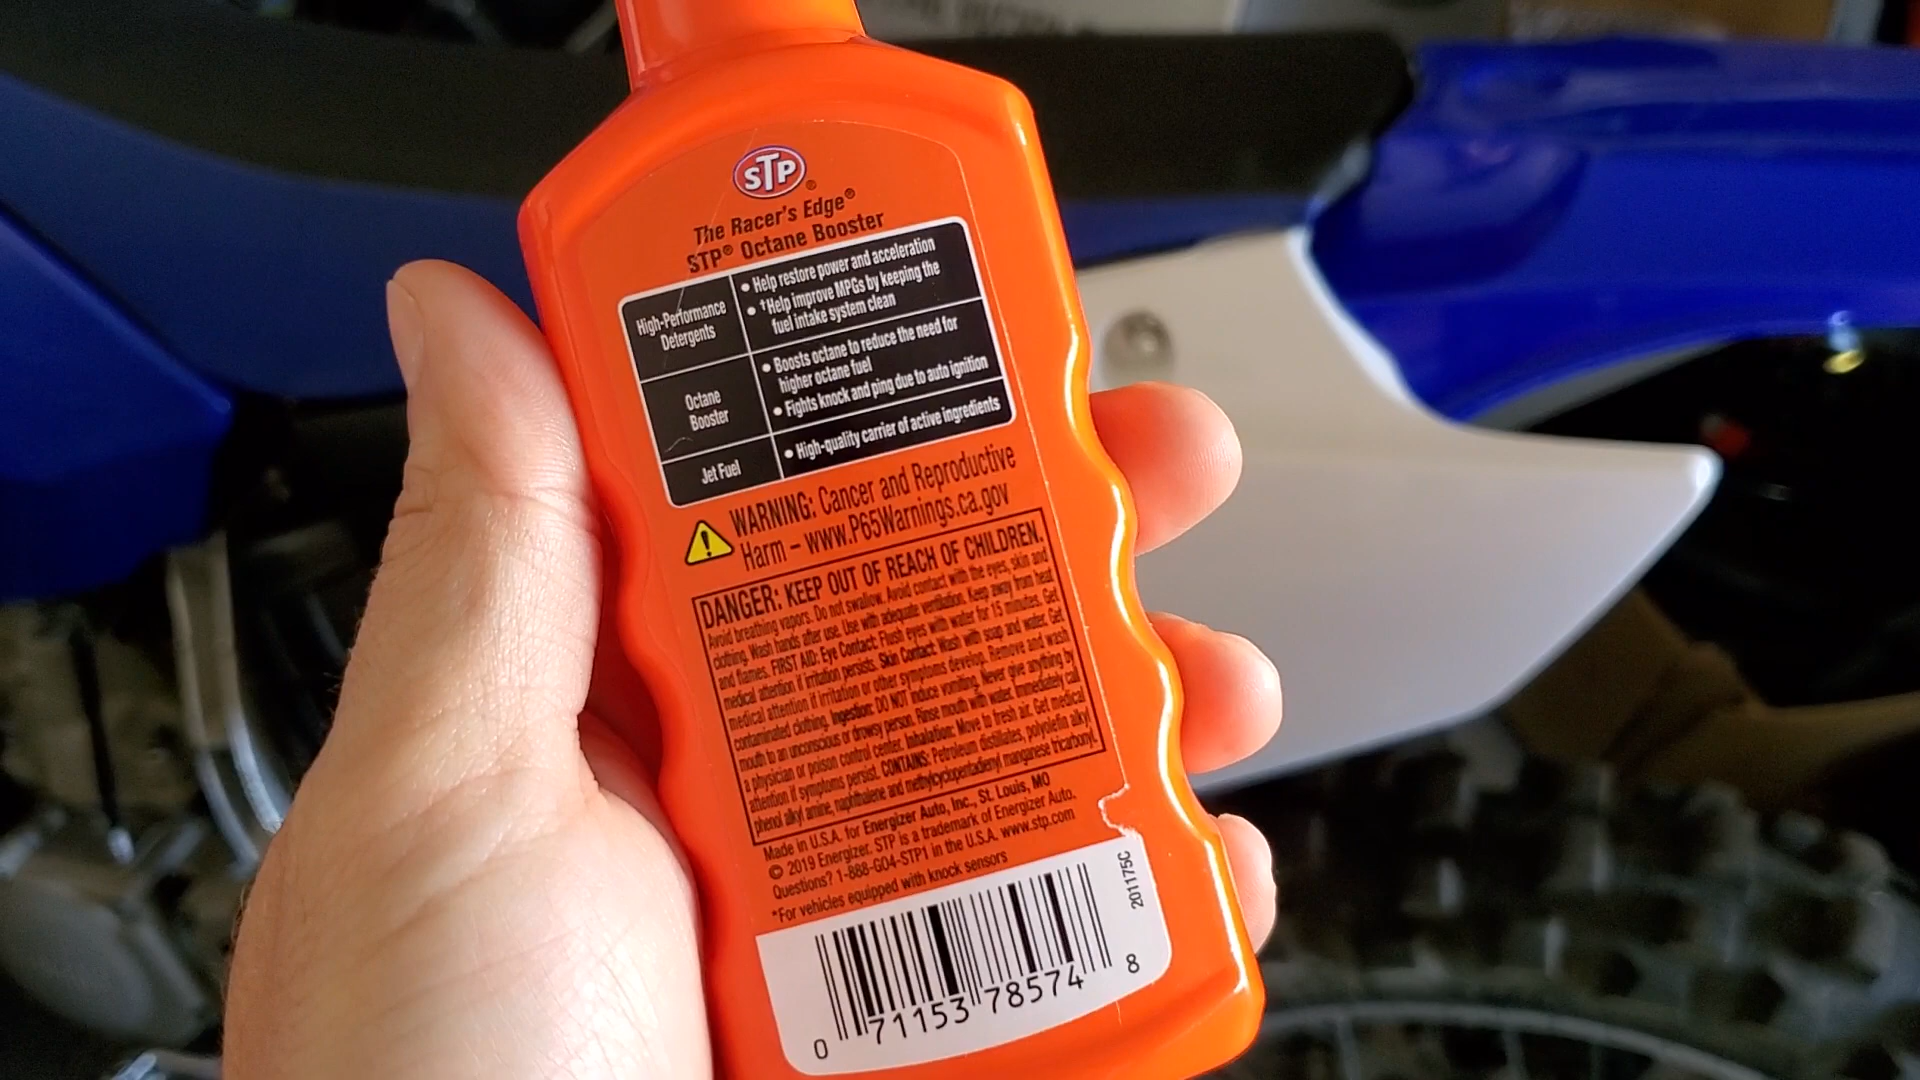 STP®
The Racer's Edge®
STP® Octane Booster
High-Performance
Detergents
• Help restore power and acceleration
• †Help improve MPGs by keeping the
fuel intake system clean
Octane
Booster
• Boosts octane to reduce the need for
higher octane fuel
• Fights knock and ping due to auto ignition
Jet Fuel
• High-quality carrier of active ingredients
WARNING: Cancer and Reproductive
Harm – www.P65Warnings.ca.gov
DANGER: KEEP OUT OF REACH OF CHILDREN.
Avoid breathing vapors. Do not swallow. Avoid contact with the eyes, skin and
clothing. Wash hands after use. Use with adequate ventilation. Keep away from heat
and flames. FIRST AID: Eye Contact: Flush eyes with water for 15 minutes. Get
medical attention if irritation persists. Skin Contact: Wash with soap and water. Get
medical attention if irritation or other symptoms develop. Remove and wash
contaminated clothing. Ingestion: DO NOT induce vomiting. Never give anything by
mouth to an unconscious or drowsy person. Rinse mouth with water. Immediately call
a physician or poison control center. Inhalation: Move to fresh air. Get medical
attention if symptoms persist. CONTAINS: Petroleum distillates, polyolefin alkyl
phenol alkyl amine, naphthalene and methylcyclopentadienyl manganese tricarbonyl.
Made in U.S.A. for Energizer Auto, Inc., St. Louis, MO
© 2019 Energizer. STP is a trademark of Energizer Auto.
Questions? 1-888-GO4-STP1 in the U.S.A. www.stp.com
*For vehicles equipped with knock sensors
201175C
0 71153 78574 8